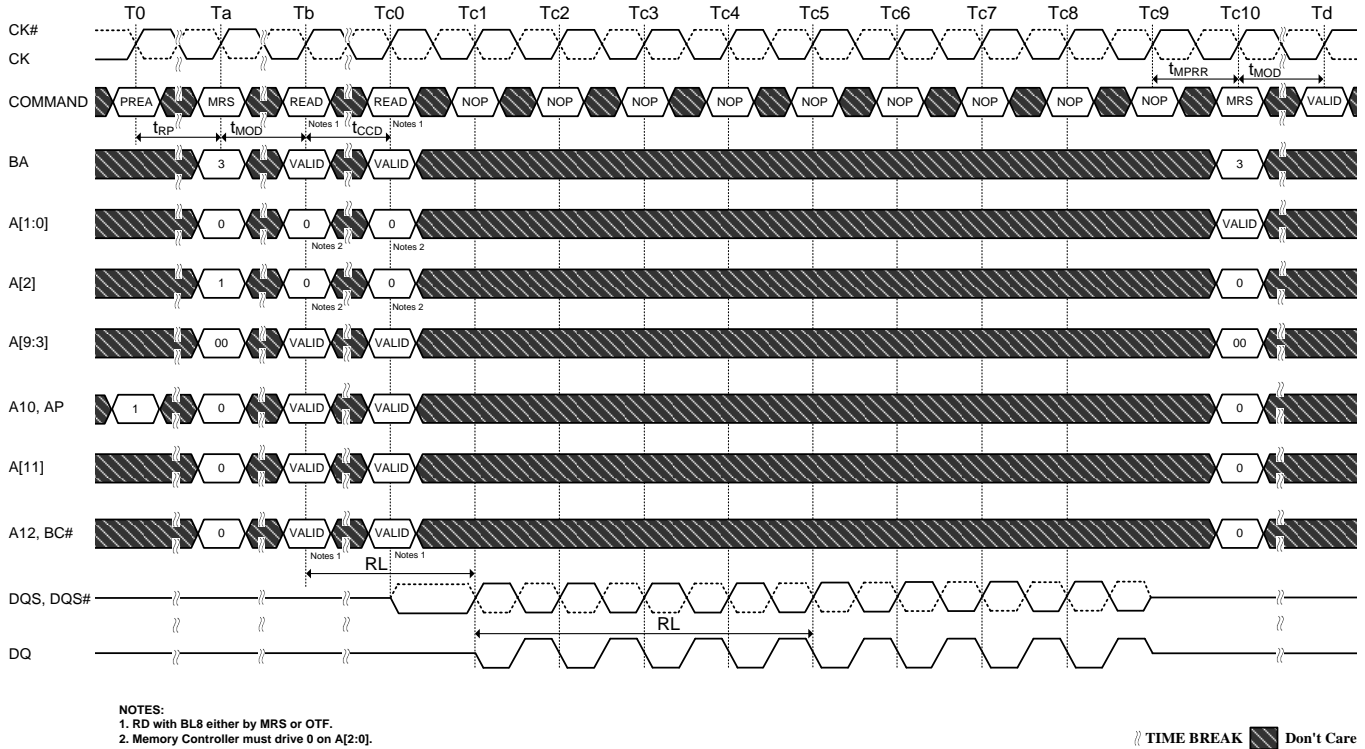 T0 Ta Tb Tc0 Tc1 Tc2 Tc3 Tc4 Tc5 Tc6 Tc7 Tc8 Tc9 Tc10 Td
CK#
CK
tMPRR tMOD
COMMAND PREA MRS READ READ NOP NOP NOP NOP NOP NOP NOP NOP NOP MRS VALID
Notes 1 Notes 1
tRP tMOD tCCD
BA 3 VALID VALID 3
A[1:0] 0 0 0 VALID
Notes 2 Notes 2
A[2] 1 0 0 0
Notes 2 Notes 2
A[9:3] 00 VALID VALID 00
A10, AP 1 0 VALID VALID 0
A[11] 0 VALID VALID 0
A12, BC# 0 VALID VALID 0
Notes 1 Notes 1
RL
DQS, DQS#
RL
DQ
NOTES:
1. RD with BL8 either by MRS or OTF.
2. Memory Controller must drive 0 on A[2:0].
TIME BREAK Don't Care